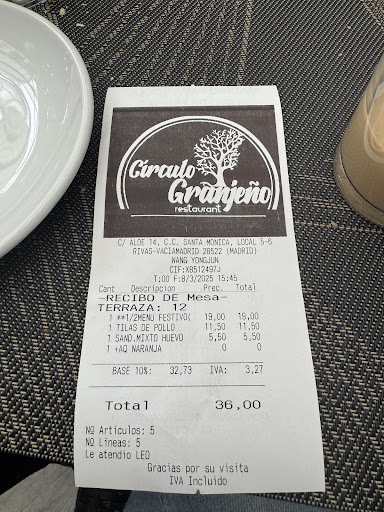 Círculo
Granjeño
restaurant
C/ ALOE 14, C.C. SANTA MONICA, LOCAL 5-6
RIVAS-VACIAMADRID 28522 (MADRID)
WANG YONGJUN
CIF:X8512497J
T:00 F:8/3/2025 15:45
Cant Descripcion Prec. Total
—RECIBO DE Mesa—
TERRAZA: 12
1 **1/2MENU FESTIVO( 19,00 19,00
1 TILAS DE POLLO 11,50 11,50
1 SAND.MIXTO HUEVO 5,50 5,50
1 +AQ NARANJA 0 0
BASE 10%: 32,73 IVA: 3,27
Total 36,00
Nº Articulos: 5
Nº Lineas: 5
Le atendio LEO
Gracias por su visita
IVA Incluido